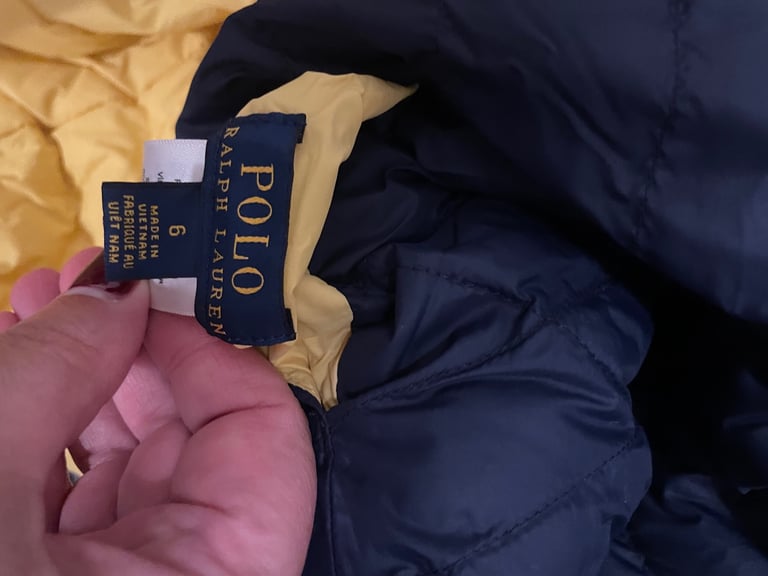 POLO
RALPH LAUREN
6
MADE IN
VIETNAM
FABRIQUÉ AU
VIÊT NAM